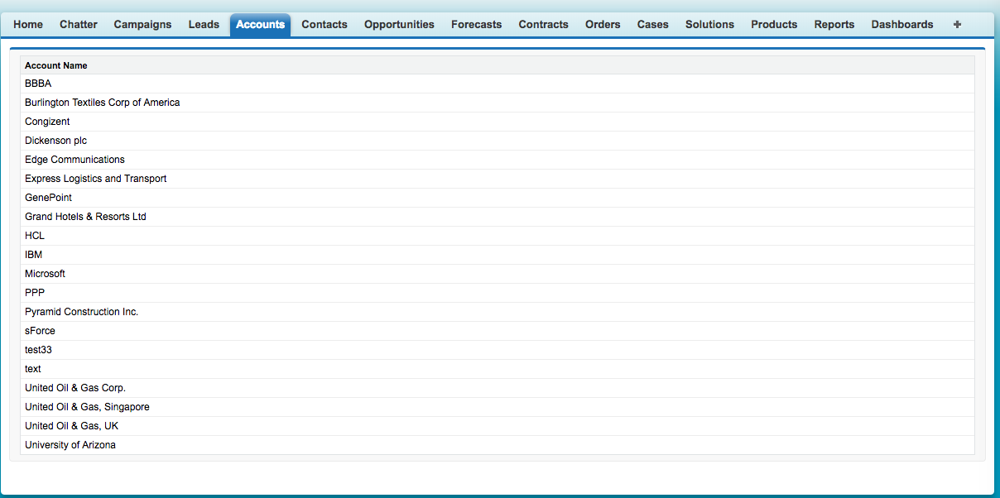 Home Chatter Campaigns Leads Accounts Contacts Opportunities Forecasts Contracts Orders Cases Solutions Products Reports Dashboards +
Account Name
BBBA
Burlington Textiles Corp of America
Congizent
Dickenson plc
Edge Communications
Express Logistics and Transport
GenePoint
Grand Hotels & Resorts Ltd
HCL
IBM
Microsoft
PPP
Pyramid Construction Inc.
sForce
test33
text
United Oil & Gas Corp.
United Oil & Gas, Singapore
United Oil & Gas, UK
University of Arizona